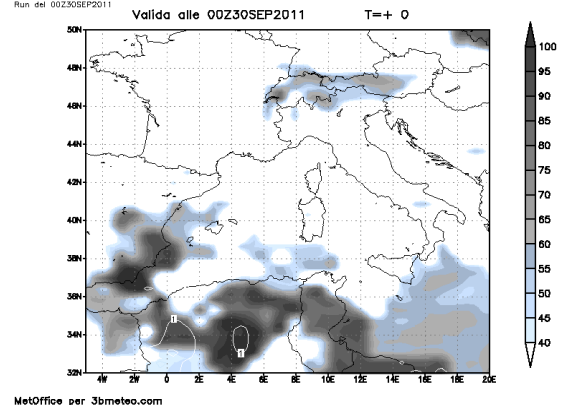 Run del 00Z30SEP2011
Valida alle 00Z30SEP2011 T=+ 0
50N
48N
46N
44N
42N
40N
38N
36N
34N
32N
4W 2W 0 2E 4E 6E 8E 10E 12E 14E 16E 18E 20E
100
95
90
85
80
75
70
65
60
55
50
45
40
1
1
MetOffice per 3bmeteo.com